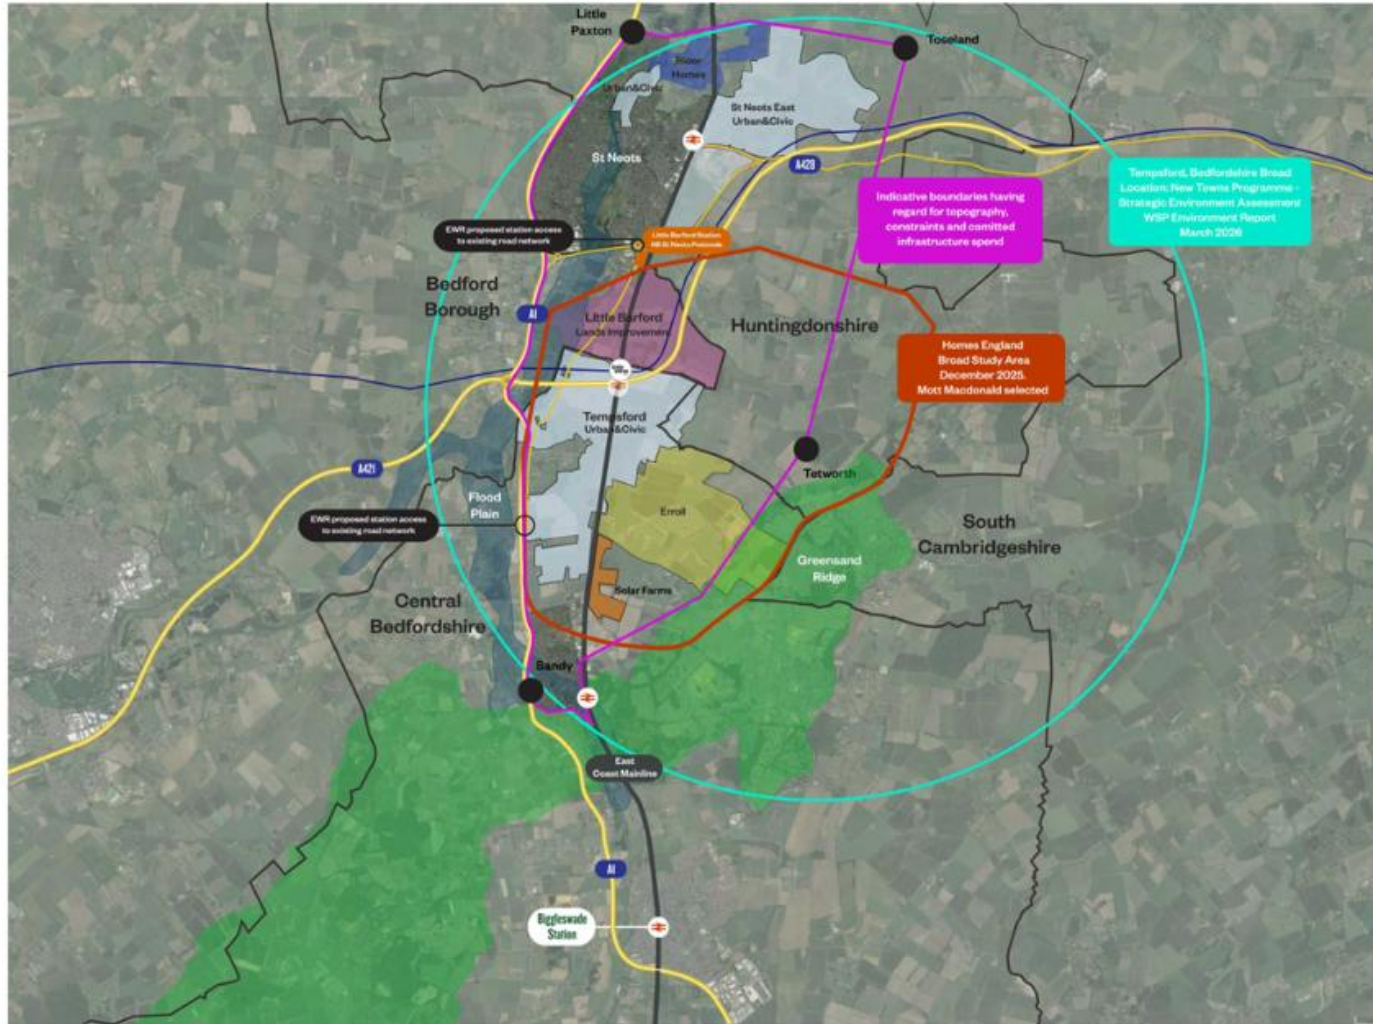 Little
Paxton
Toseland
Homes
Urban&Civic
St Neots East
Urban&Civic
St Neots
A428
Tempsford, Bedfordshire Broad
Location: New Towns Programme -
Strategic Environment Assessment
WSP Environment Report
March 2026
Indicative boundaries having
regard for topography,
constraints and comitted
infrastructure spend
EWR proposed station access
to existing road network
Little Barford Station
Bedford
Borough
A1
Little Barford
Lands Improvement
Huntingdonshire
Homes England
Broad Study Area
December 2025.
Mott Macdonald selected
Tempsford
Urban&Civic
A421
Tetworth
Flood
Plain
EWR proposed station access
to existing road network
Erroll
South
Cambridgeshire
Greensand
Ridge
Solar Farms
Central
Bedfordshire
Sandy
East
Coast Mainline
A1
Biggleswade
Station